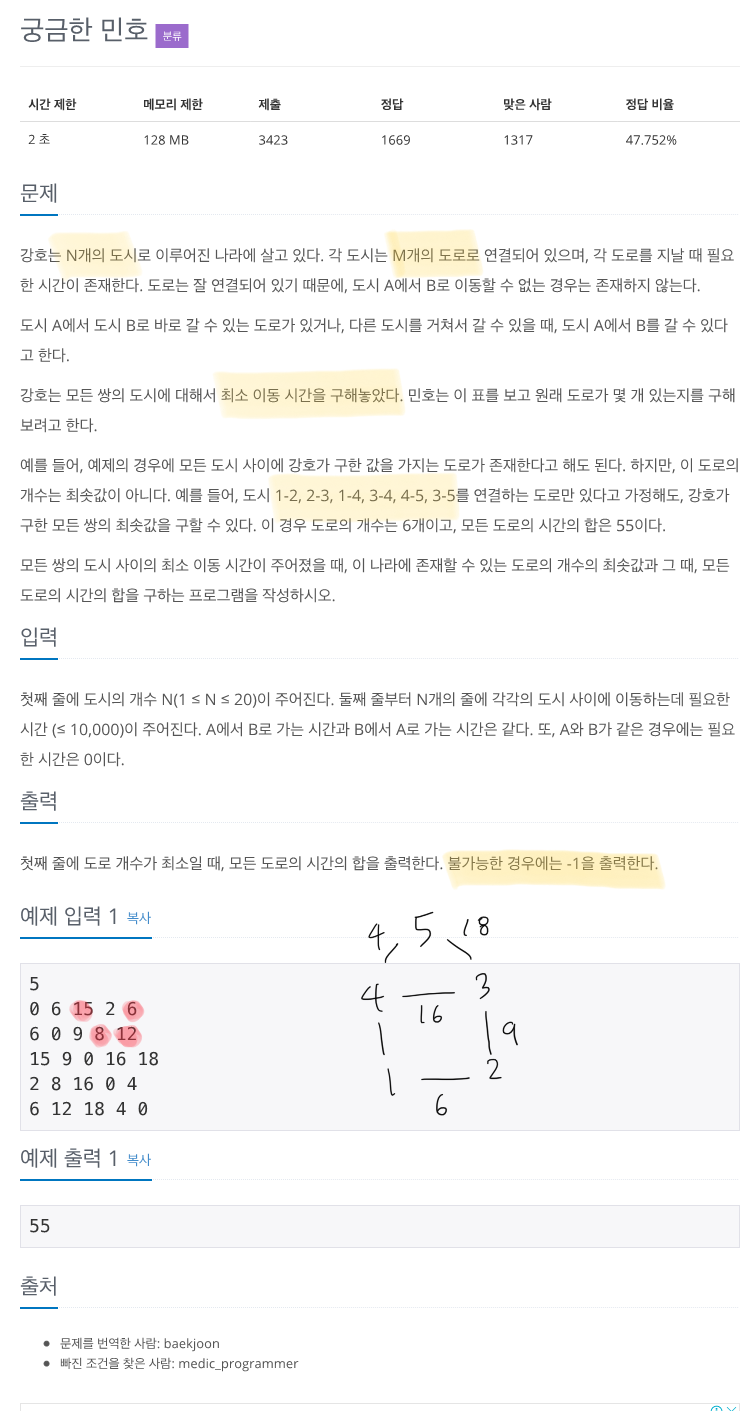 궁금한 민호 분류
시간 제한 메모리 제한 제출 정답 맞은 사람 정답 비율
2 초 128 MB 3423 1669 1317 47.752%
문제
강호는 N개의 도시로 이루어진 나라에 살고 있다. 각 도시는 M개의 도로로 연결되어 있으며, 각 도로를 지날 때 필요
한 시간이 존재한다. 도로는 잘 연결되어 있기 때문에, 도시 A에서 B로 이동할 수 없는 경우는 존재하지 않는다.
도시 A에서 도시 B로 바로 갈 수 있는 도로가 있거나, 다른 도시를 거쳐서 갈 수 있을 때, 도시 A에서 B를 갈 수 있다
고 한다.
강호는 모든 쌍의 도시에 대해서 최소 이동 시간을 구해놓았다. 민호는 이 표를 보고 원래 도로가 몇 개 있는지를 구해
보려고 한다.
예를 들어, 예제의 경우에 모든 도시 사이에 강호가 구한 값을 가지는 도로가 존재한다고 해도 된다. 하지만, 이 도로의
개수는 최솟값이 아니다. 예를 들어, 도시 1-2, 2-3, 1-4, 3-4, 4-5, 3-5를 연결하는 도로만 있다고 가정해도, 강호가
구한 모든 쌍의 최솟값을 구할 수 있다. 이 경우 도로의 개수는 6개이고, 모든 도로의 시간의 합은 55이다.
모든 쌍의 도시 사이의 최소 이동 시간이 주어졌을 때, 이 나라에 존재할 수 있는 도로의 개수의 최솟값과 그 때, 모든
도로의 시간의 합을 구하는 프로그램을 작성하시오.
입력
첫째 줄에 도시의 개수 N(1 ≤ N ≤ 20)이 주어진다. 둘째 줄부터 N개의 줄에 각각의 도시 사이에 이동하는데 필요한
시간 (≤ 10,000)이 주어진다. A에서 B로 가는 시간과 B에서 A로 가는 시간은 같다. 또, A와 B가 같은 경우에는 필요
한 시간은 0이다.
출력
첫째 줄에 도로 개수가 최소일 때, 모든 도로의 시간의 합을 출력한다. 불가능한 경우에는 -1을 출력한다.
예제 입력 1 복사
5
0 6 15 2 6
6 0 9 8 12
15 9 0 16 18
2 8 16 0 4
6 12 18 4 0
4 5 18
4 3
16
9
1 2
6
예제 출력 1 복사
55
출처
문제를 번역한 사람: baekjoon
빠진 조건을 찾은 사람: medic_programmer